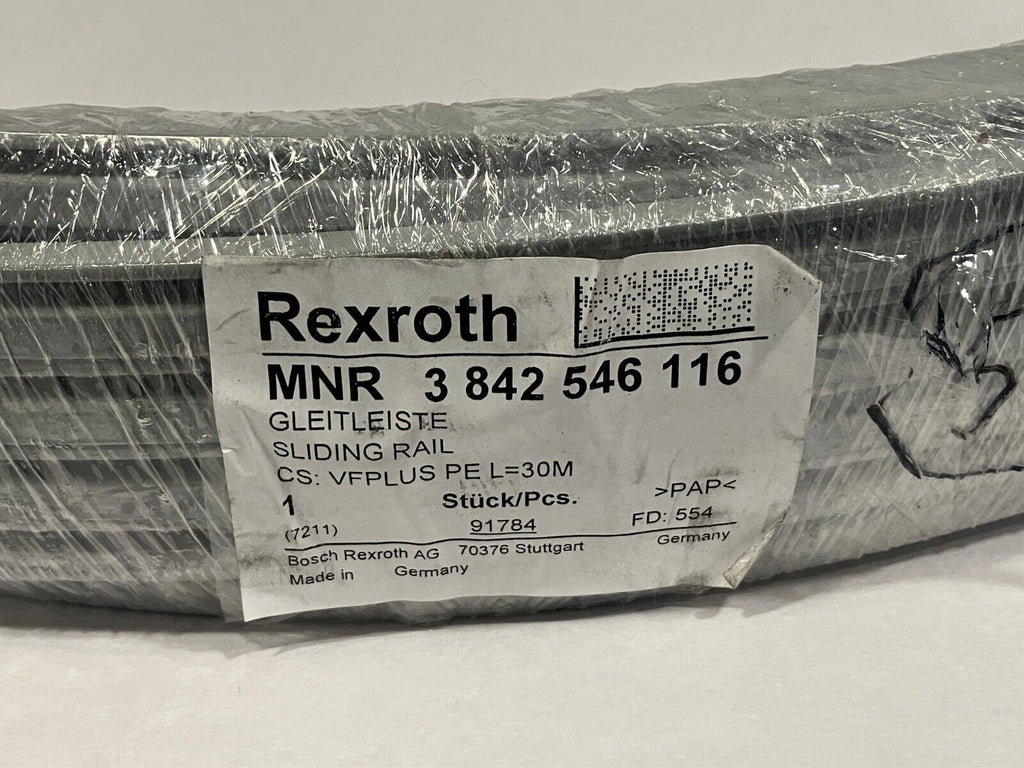 Rexroth
MNR 3 842 546 116
GLEITLEISTE
SLIDING RAIL
CS: VFPLUS PE L=30M
1 Stück/Pcs. >PAP<
(7211) 91784 FD: 554
Bosch Rexroth AG 70376 Stuttgart Germany
Made in Germany